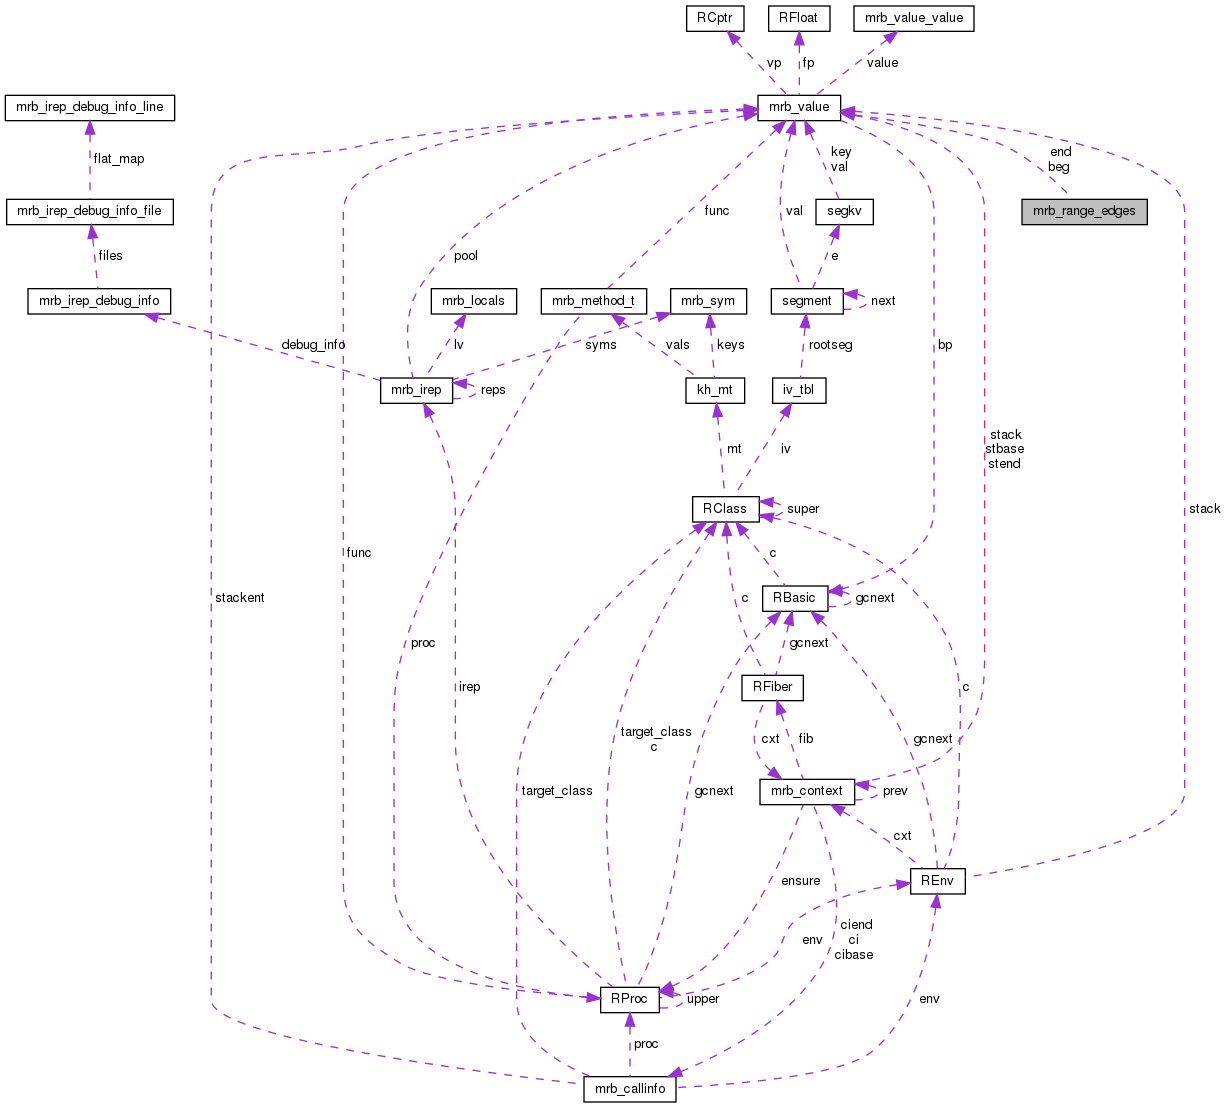 RCptr
RFloat
mrb_value_value
vp
fp
value
mrb_irep_debug_info_line
mrb_value
flat_map
key
val
end
beg
mrb_irep_debug_info_file
func
val
segkv
mrb_range_edges
files
pool
e
mrb_irep_debug_info
mrb_locals
mrb_method_t
mrb_sym
segment
next
debug_info
lv
syms
vals
keys
rootseg
bp
mrb_irep
reps
kh_mt
iv_tbl
stack
stbase
stend
mt
iv
RClass
super
stack
func
c
stackent
c
RBasic
gcnext
proc
gcnext
irep
RFiber
c
target_class
c
cxt
fib
gcnext
target_class
gcnext
mrb_context
prev
cxt
ensure
REnv
ciend
ci
cibase
env
RProc
upper
env
proc
mrb_callinfo